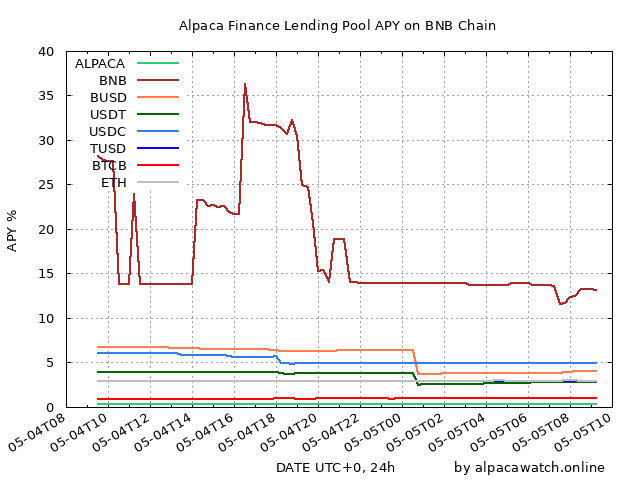 Alpaca Finance Lending Pool APY on BNB Chain
APY %
40
35
30
25
20
15
10
5
0
ALPACA
BNB
BUSD
USDT
USDC
TUSD
BTCB
ETH
05-04T08
05-04T10
05-04T12
05-04T14
05-04T16
05-04T18
05-04T20
05-04T22
05-05T00
05-05T02
05-05T04
05-05T06
05-05T08
05-05T10
DATE UTC+0, 24h
by alpacawatch.online